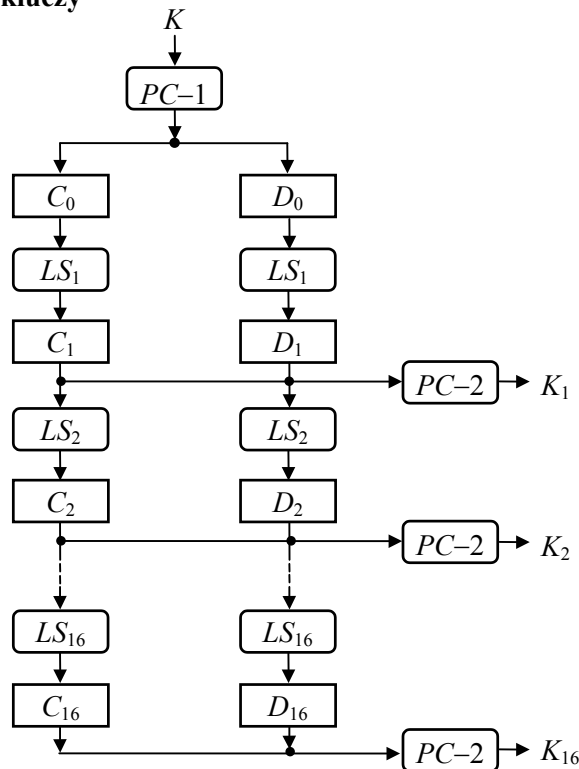 kluczy
K
PC–1
C₀ D₀
LS₁ LS₁
C₁ D₁
PC–2 K₁
LS₂ LS₂
C₂ D₂
PC–2 K₂
LS₁₆ LS₁₆
C₁₆ D₁₆
PC–2 K₁₆